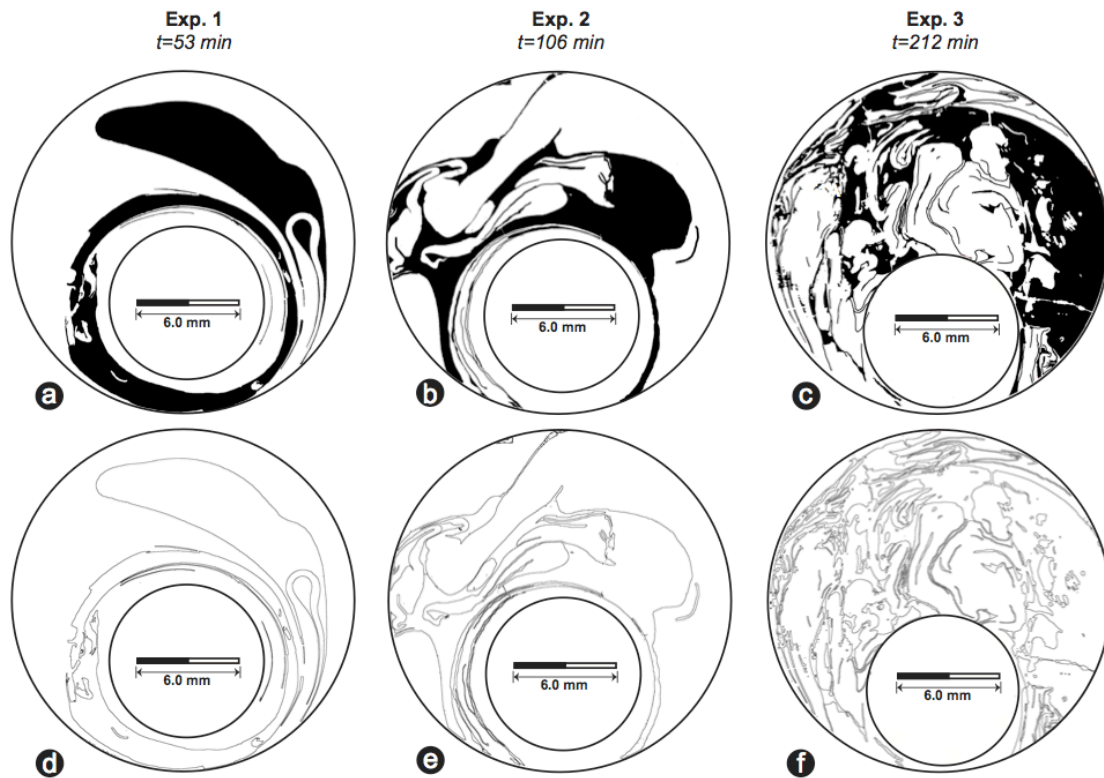 Exp. 1
t=53 min
Exp. 2
t=106 min
Exp. 3
t=212 min
6.0 mm
6.0 mm
6.0 mm
a
b
c
6.0 mm
6.0 mm
6.0 mm
d
e
f